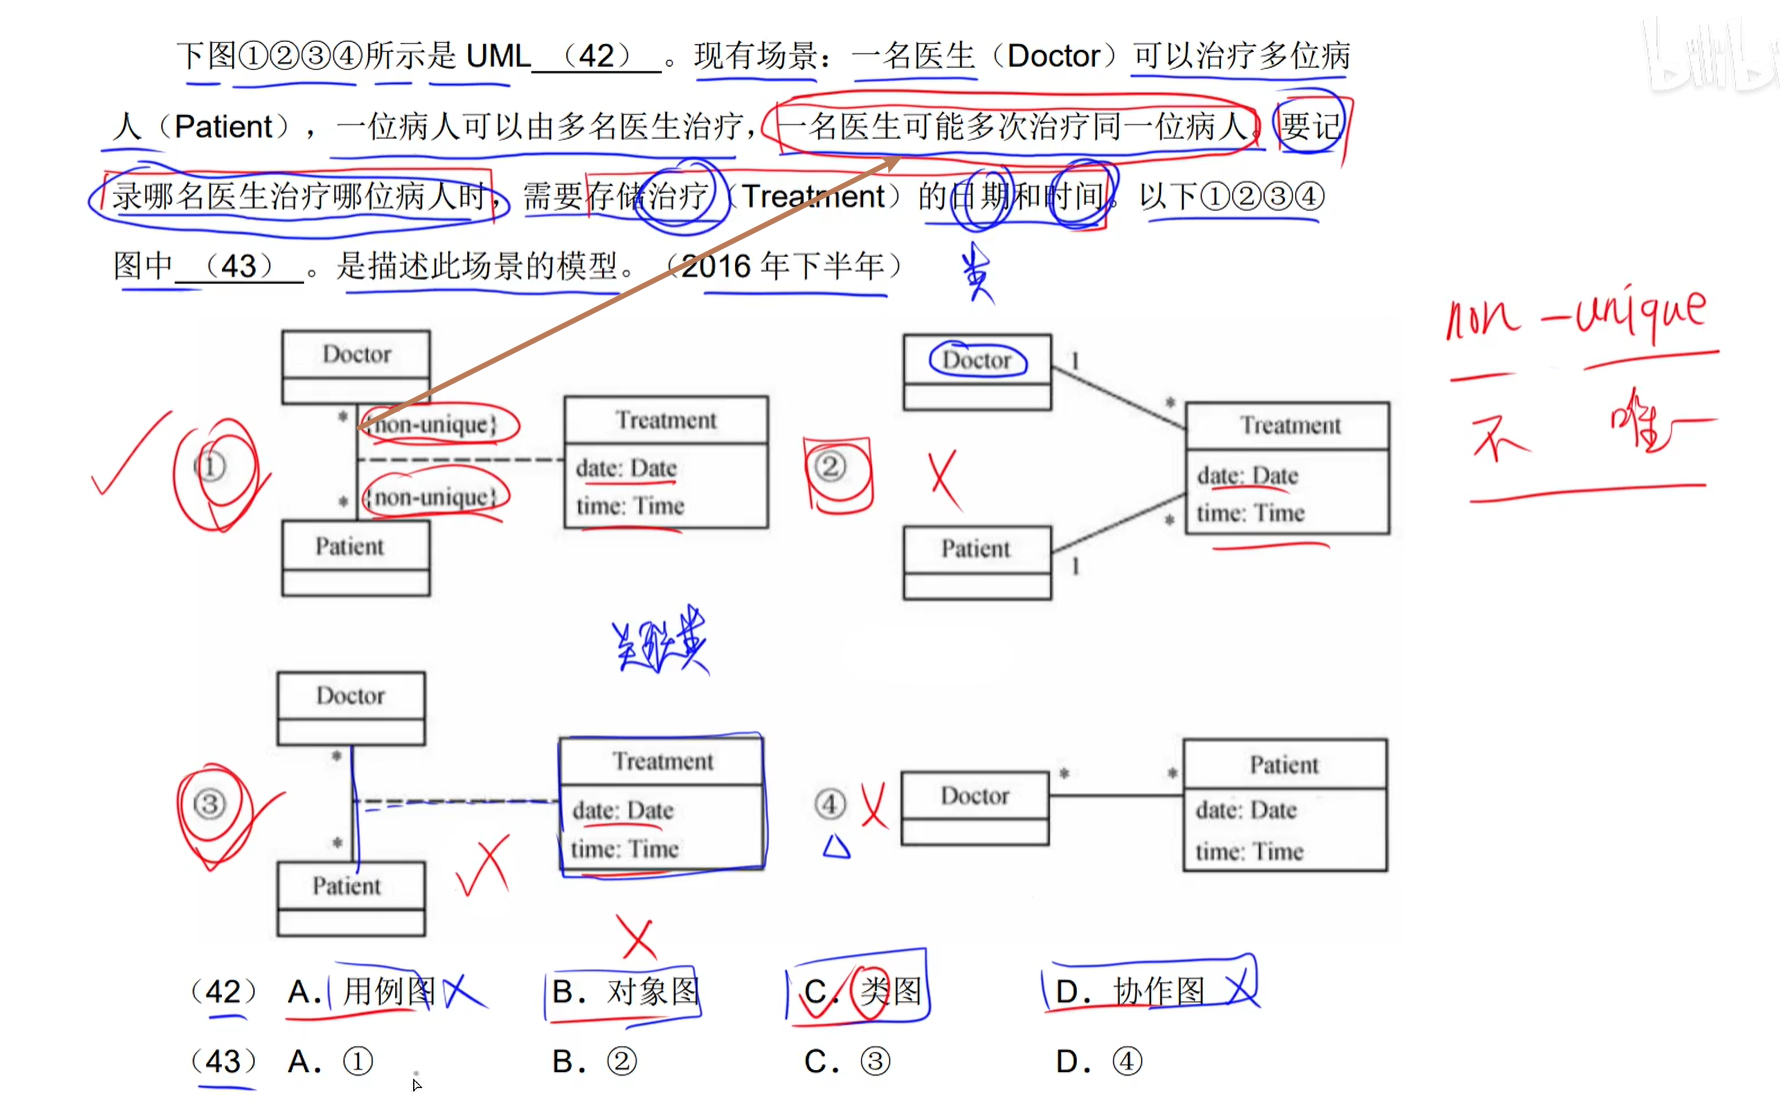 下图①②③④所示是 UML （42） 。现有场景：一名医生（Doctor）可以治疗多位病
人（Patient），一位病人可以由多名医生治疗，一名医生可能多次治疗同一位病人。要记
录哪名医生治疗哪位病人时，需要存储治疗（Treatment）的日期和时间。以下①②③④
图中 （43） 。是描述此场景的模型。（2016 年下半年）
类
non-unique
不 唯一
①
Doctor
*
{non-unique}
*
{non-unique}
Patient
Treatment
date: Date
time: Time
②
Doctor
1
*
Treatment
date: Date
time: Time
Patient
1
*
关联类
③
Doctor
*
*
Patient
Treatment
date: Date
time: Time
④
Doctor
*
*
Patient
date: Date
time: Time
（42） A. 用例图 B. 对象图 C. 类图 D. 协作图
（43） A. ① B. ② C. ③ D. ④